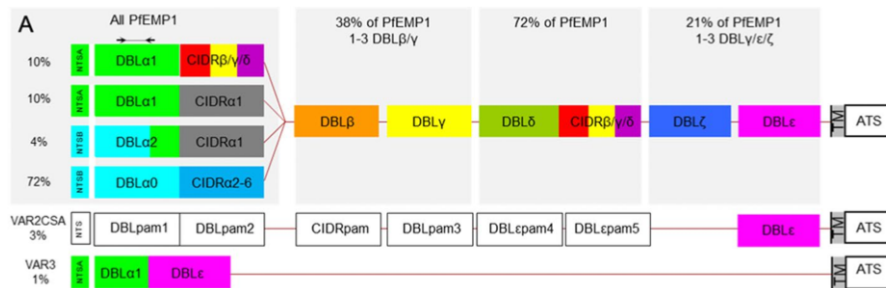 A
All PfEMP1
38% of PfEMP1
1-3 DBLβ/γ
72% of PfEMP1
21% of PfEMP1
1-3 DBLγ/ε/ζ
10% NTSA DBLα1 CIDRβ/γ/δ
10% NTSA DBLα1 CIDRα1
DBLβ DBLγ DBLδ CIDRβ/γ/δ DBLζ DBLε TM ATS
4% NTSB DBLα2 CIDRα1
72% NTSB DBLα0 CIDRα2-6
VAR2CSA
3% NTS DBLpam1 DBLpam2 CIDRpam DBLpam3 DBLεpam4 DBLεpam5 DBLε TM ATS
VAR3
1% NTSA DBLα1 DBLε TM ATS